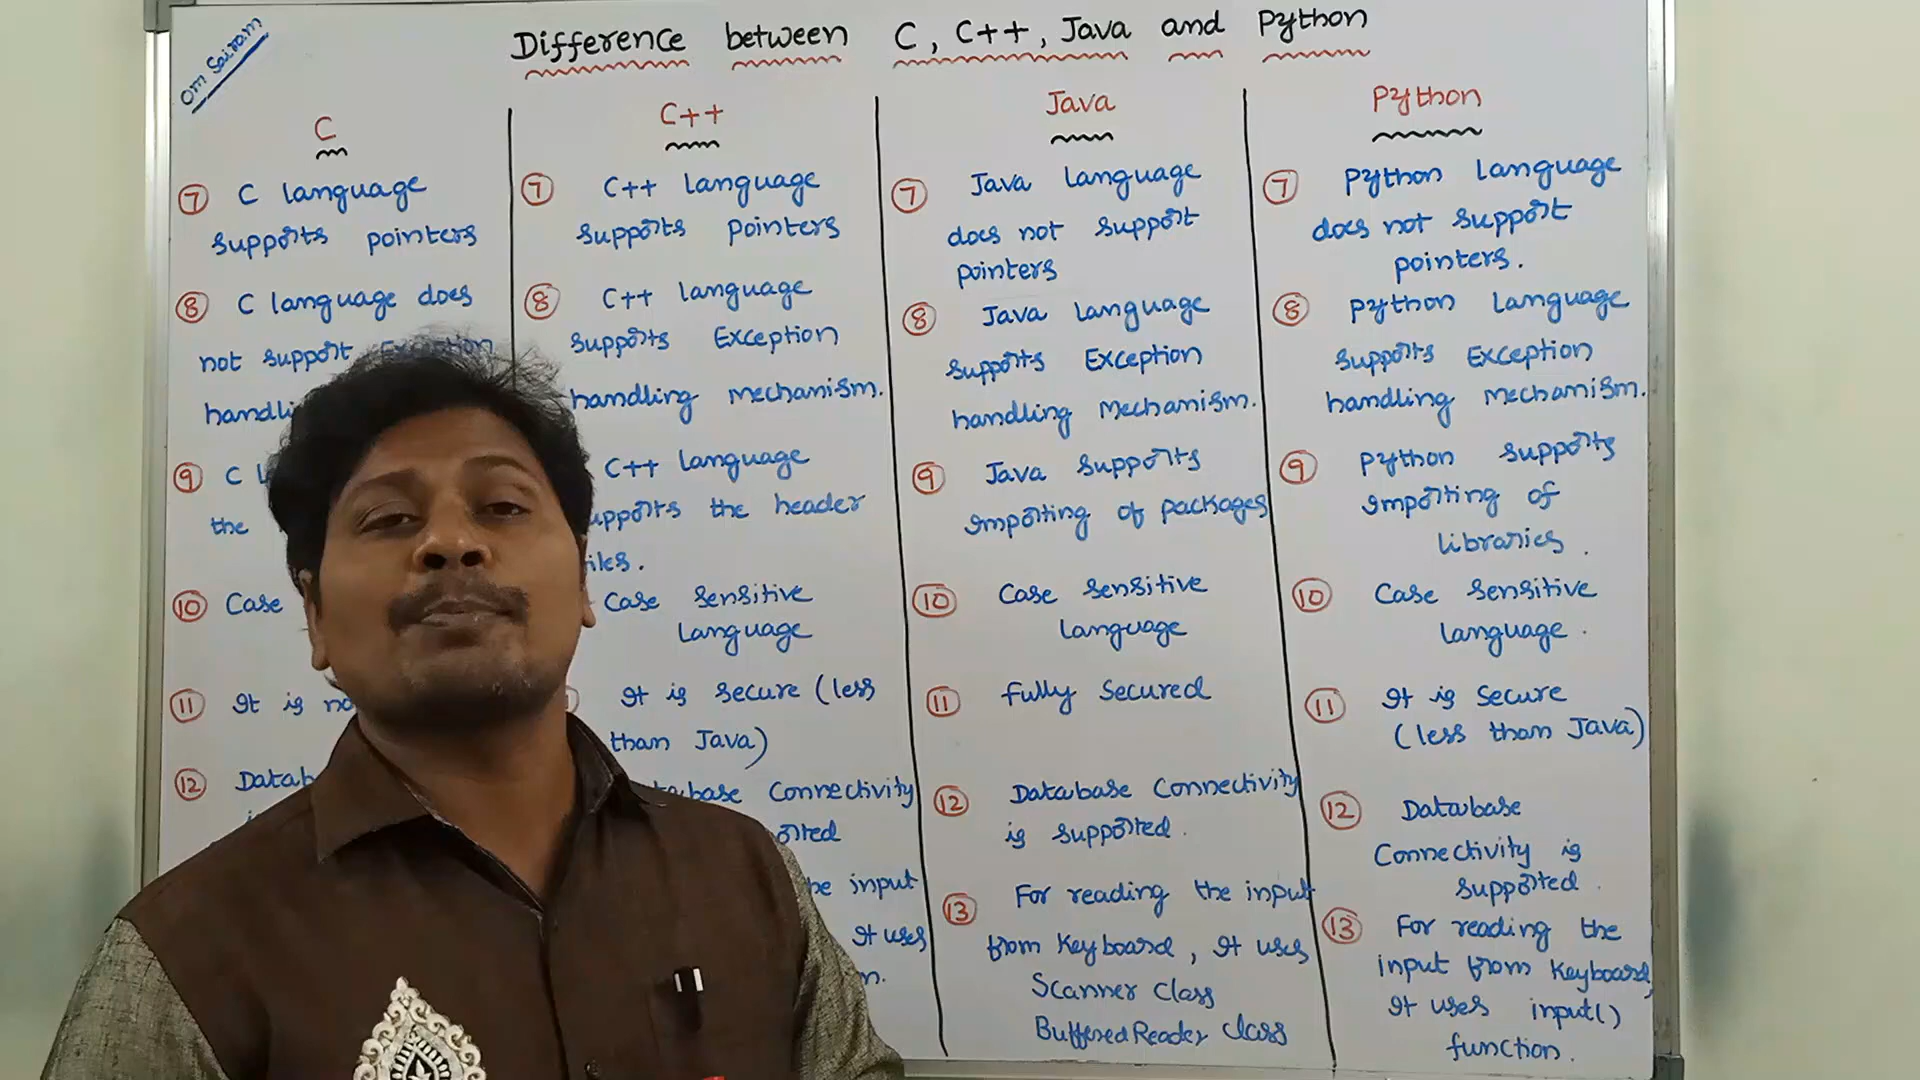 Om Sairam
Difference between C, C++, Java and Python
C
⑦ C language
supports pointers
⑧ C language does
not support Exception
⑨ C
the
⑩ Case
⑪ It is
⑫
C++
⑦ C++ language
supports pointers
⑧ C++ language
supports Exception
handling mechanism.
C++ language
the header
Case sensitive
language
It is secure (less
than Java)
Connectivity
input
It uses
Java
⑦ Java language
does not support
pointers
⑧ Java language
supports Exception
handling mechanism.
⑨ Java supports
importing of packages
⑩ Case sensitive
language
⑪ Fully Secured
⑫ Database Connectivity
is supported.
⑬ For reading the input
from Keyboard, It uses
Scanner class
BufferedReader class
Python
⑦ Python language
does not support
pointers.
⑧ Python language
supports Exception
handling mechanism.
⑨ Python supports
importing of
libraries.
⑩ Case sensitive
language.
⑪ It is Secure
(less than Java)
⑫ Database
Connectivity is
supported.
⑬ For reading the
input from Keyboard,
It uses input()
function.